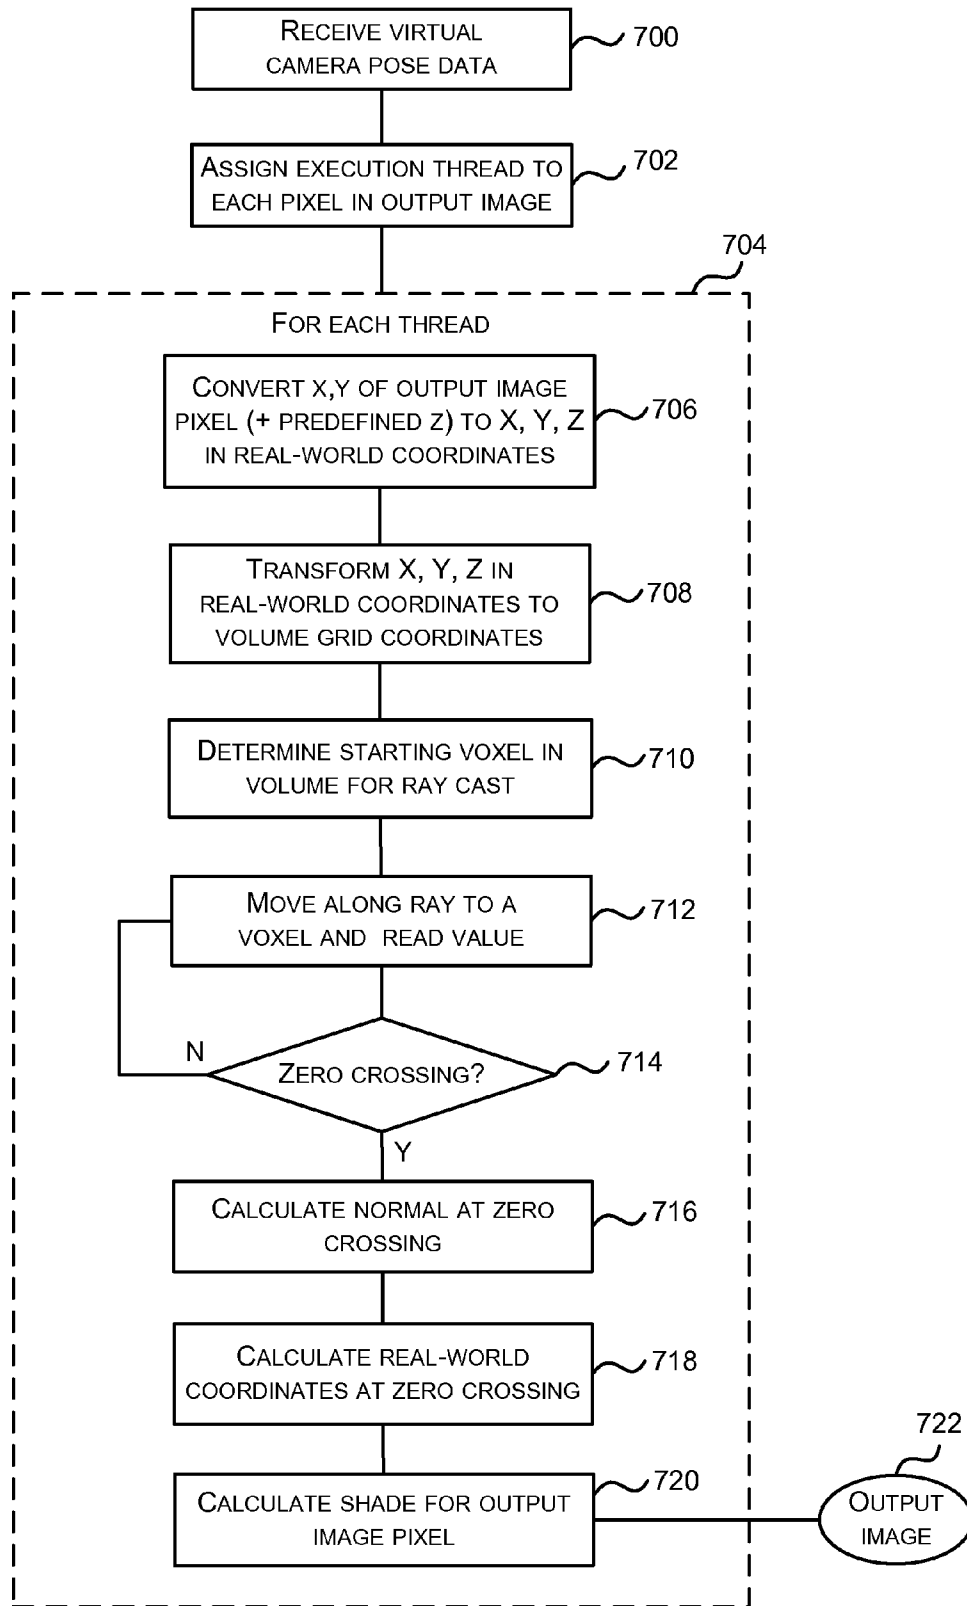 RECEIVE VIRTUAL
CAMERA POSE DATA
700
ASSIGN EXECUTION THREAD TO
EACH PIXEL IN OUTPUT IMAGE
702
704
FOR EACH THREAD
CONVERT X,Y OF OUTPUT IMAGE
PIXEL (+ PREDEFINED Z) TO X, Y, Z
IN REAL-WORLD COORDINATES
706
TRANSFORM X, Y, Z IN
REAL-WORLD COORDINATES TO
VOLUME GRID COORDINATES
708
DETERMINE STARTING VOXEL IN
VOLUME FOR RAY CAST
710
MOVE ALONG RAY TO A
VOXEL AND READ VALUE
712
N
ZERO CROSSING?
714
Y
CALCULATE NORMAL AT ZERO
CROSSING
716
CALCULATE REAL-WORLD
COORDINATES AT ZERO CROSSING
718
CALCULATE SHADE FOR OUTPUT
IMAGE PIXEL
720
722
OUTPUT
IMAGE